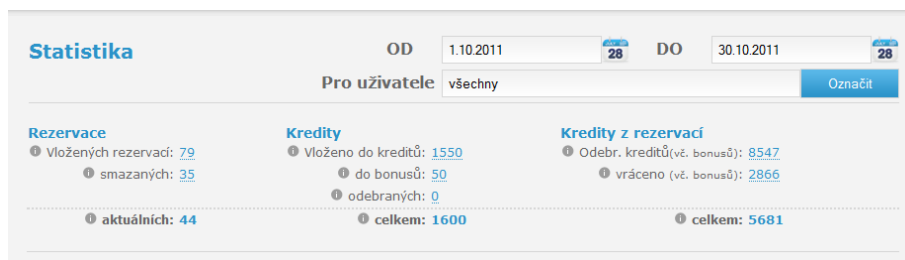 Statistika OD 1.10.2011 28 DO 30.10.2011 28
Pro uživatele všechny Označit
Rezervace Kredity Kredity z rezervací
Vložených rezervací: 79 Vloženo do kreditů: 1550 Odebr. kreditů(vč. bonusů): 8547
smazaných: 35 do bonusů: 50 vráceno (vč. bonusů): 2866
odebraných: 0
aktuálních: 44 celkem: 1600 celkem: 5681